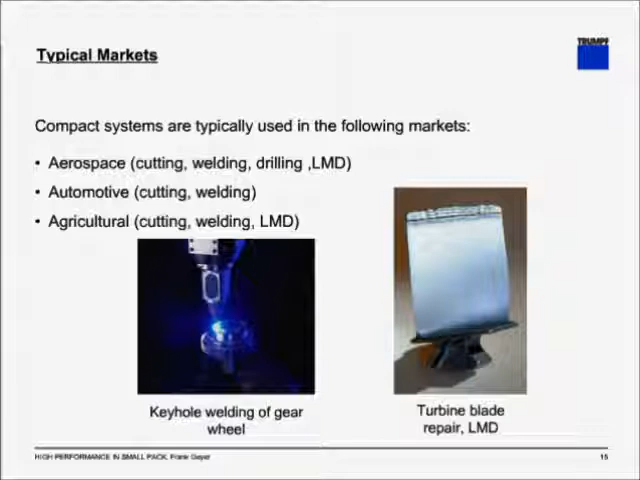 Typical Markets
TRUMPF
Compact systems are typically used in the following markets:
• Aerospace (cutting, welding, drilling ,LMD)
• Automotive (cutting, welding)
• Agricultural (cutting, welding, LMD)
Keyhole welding of gear
wheel
Turbine blade
repair, LMD
HIGH PERFORMANCE IN SMALL PACK, Frank Geyer
15